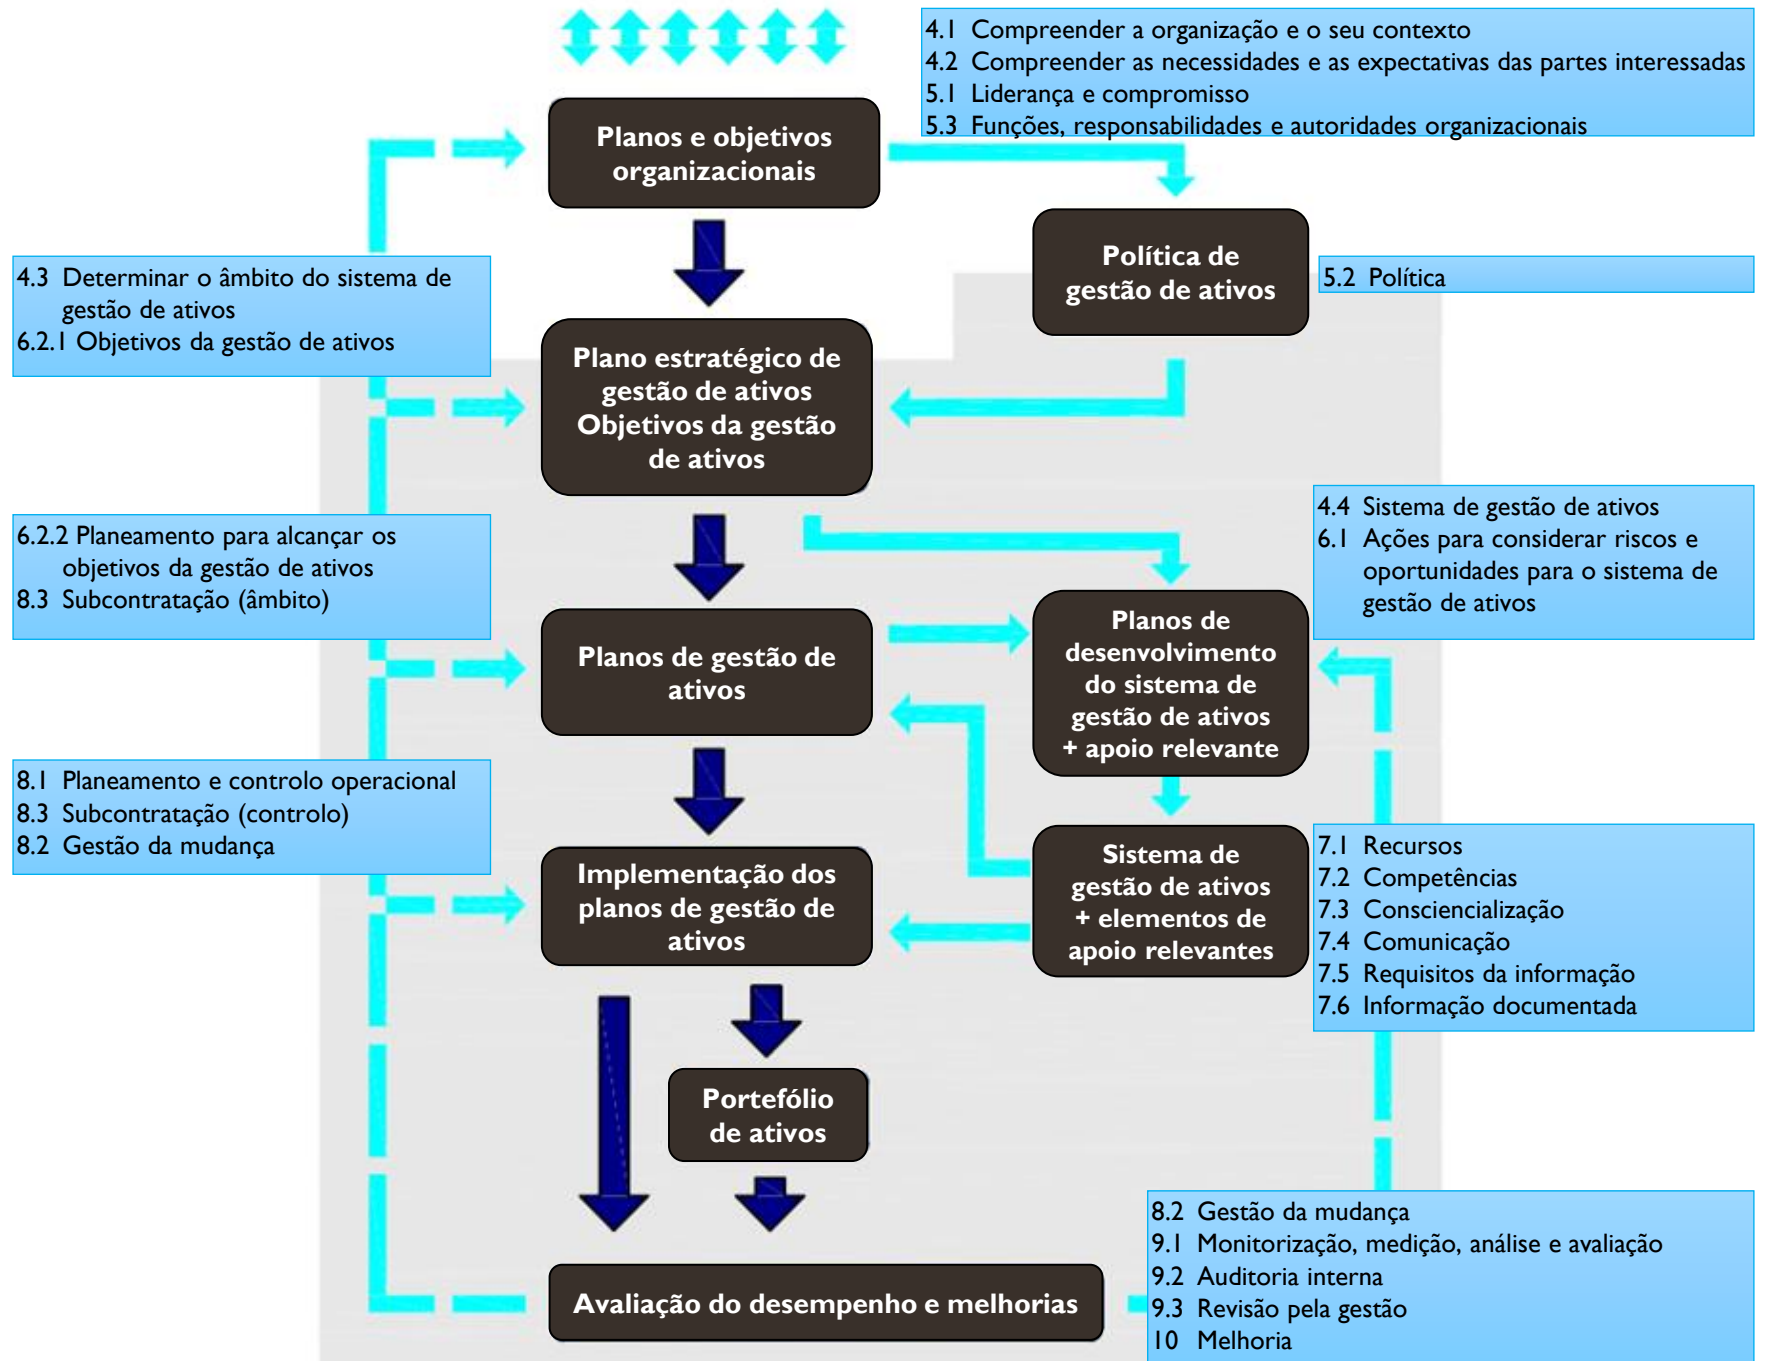 4.1 Compreender a organização e o seu contexto
4.2 Compreender as necessidades e as expectativas das partes interessadas
5.1 Liderança e compromisso
5.3 Funções, responsabilidades e autoridades organizacionais
Planos e objetivos
organizacionais
Política de
gestão de ativos
5.2 Política
4.3 Determinar o âmbito do sistema de
gestão de ativos
6.2.1 Objetivos da gestão de ativos
Plano estratégico de
gestão de ativos
Objetivos da gestão
de ativos
4.4 Sistema de gestão de ativos
6.1 Ações para considerar riscos e
oportunidades para o sistema de
gestão de ativos
6.2.2 Planeamento para alcançar os
objetivos da gestão de ativos
8.3 Subcontratação (âmbito)
Planos de gestão de
ativos
Planos de
desenvolvimento
do sistema de
gestão de ativos
+ apoio relevante
8.1 Planeamento e controlo operacional
8.3 Subcontratação (controlo)
8.2 Gestão da mudança
Implementação dos
planos de gestão de
ativos
Sistema de
gestão de ativos
+ elementos de
apoio relevantes
7.1 Recursos
7.2 Competências
7.3 Consciencialização
7.4 Comunicação
7.5 Requisitos da informação
7.6 Informação documentada
Portefólio
de ativos
Avaliação do desempenho e melhorias
8.2 Gestão da mudança
9.1 Monitorização, medição, análise e avaliação
9.2 Auditoria interna
9.3 Revisão pela gestão
10 Melhoria